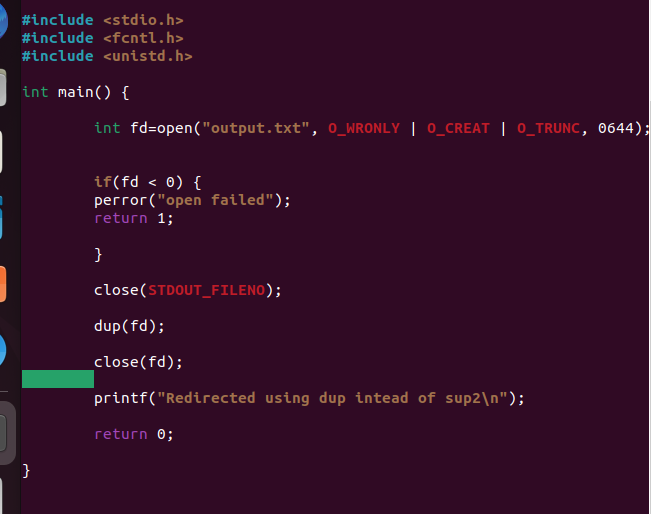 #include <stdio.h>
#include <fcntl.h>
#include <unistd.h>
int main() {
int fd=open("output.txt", O_WRONLY | O_CREAT | O_TRUNC, 0644);
if(fd < 0) {
perror("open failed");
return 1;
}
close(STDOUT_FILENO);
dup(fd);
close(fd);
printf("Redirected using dup intead of sup2\n");
return 0;
}